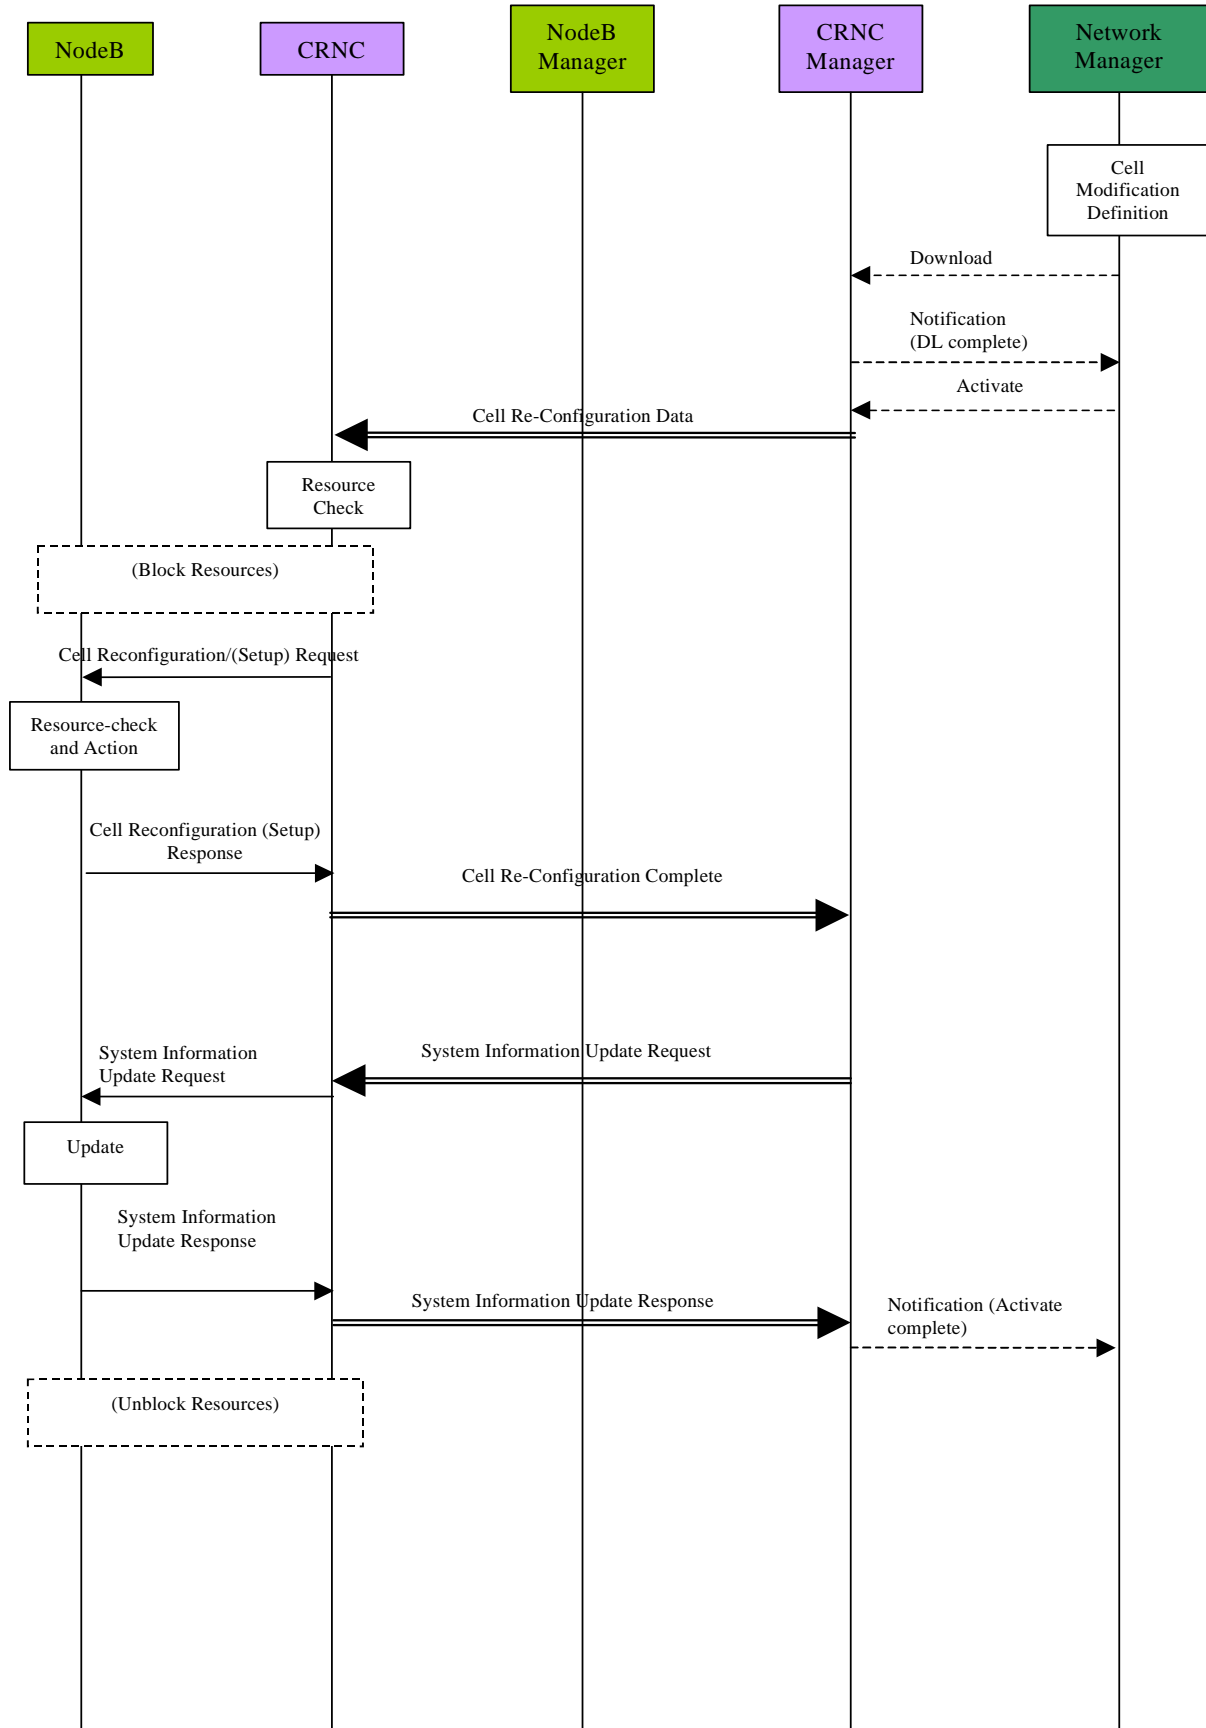 NodeB
CRNC
NodeB
Manager
CRNC
Manager
Network
Manager
Cell
Modification
Definition
Download
Notification
(DL complete)
Activate
Cell Re-Configuration Data
Resource
Check
(Block Resources)
Cell Reconfiguration/(Setup) Request
Resource-check
and Action
Cell Reconfiguration (Setup)
Response
Cell Re-Configuration Complete
System Information Update Request
System Information
Update Request
Update
System Information
Update Response
System Information Update Response
Notification (Activate
complete)
(Unblock Resources)